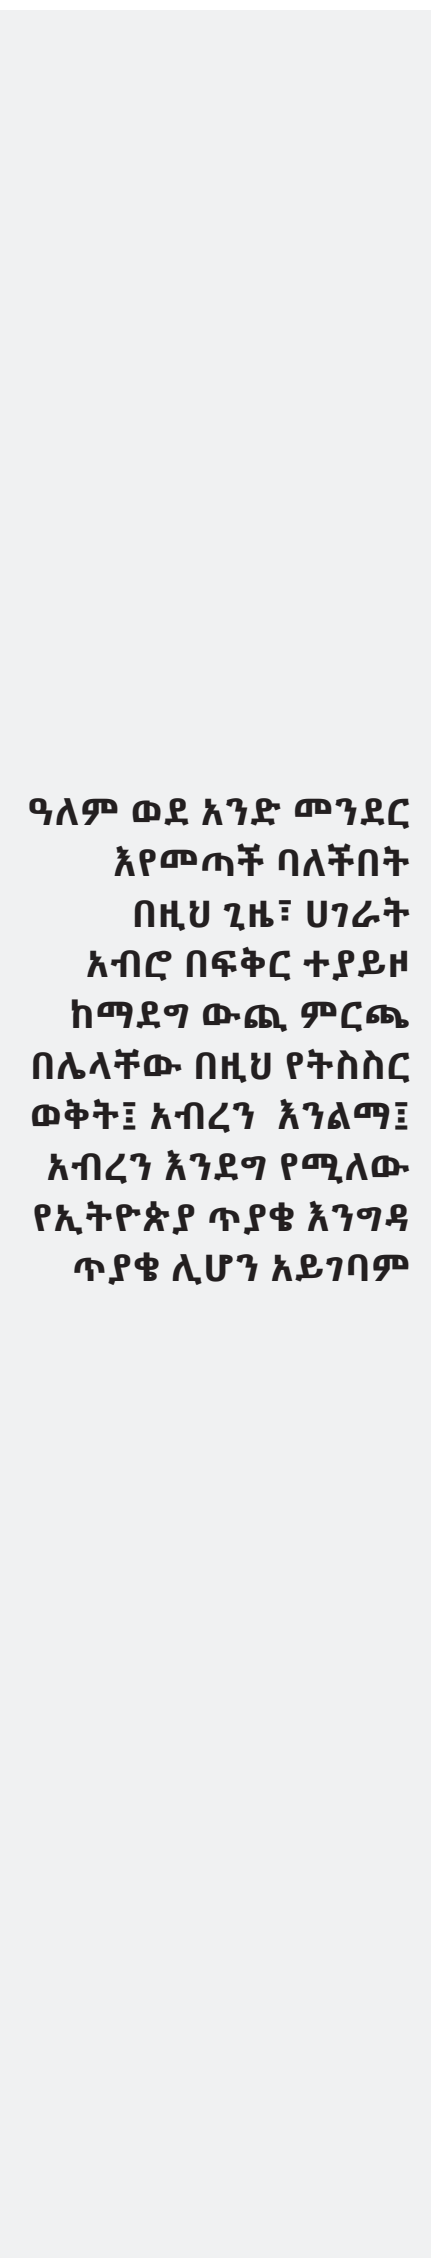 ዓለም ወደ አንድ መንደር
እየመጣች ባለችበት
በዚህ ጊዜ፣ ሀገራት
አብሮ በፍቅር ተያይዞ
ከማደግ ውጪ ምርጫ
በሌላቸው በዚህ የትስስር
ወቅት፤ አብረን እንልማ፤
አብረን እንደግ የሚለው
የኢትዮጵያ ጥያቄ እንግዳ
ጥያቄ ሊሆን አይገባም